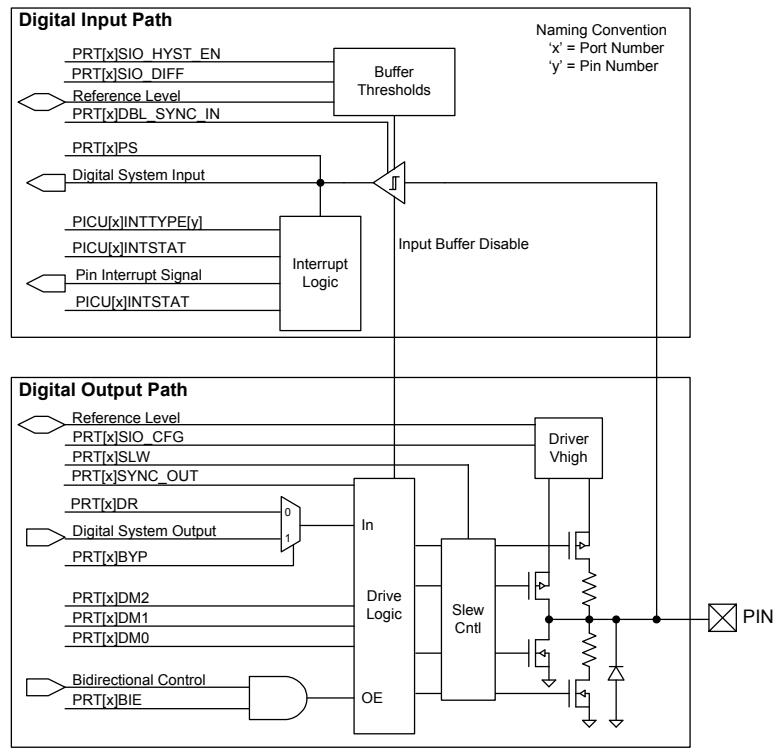 Digital Input Path
Naming Convention
'x' = Port Number
'y' = Pin Number
PRT[x]SIO_HYST_EN
PRT[x]SIO_DIFF
Reference Level
PRT[x]DBL_SYNC_IN
Buffer
Thresholds
PRT[x]PS
Digital System Input
PICU[x]INTTYPE[y]
PICU[x]INTSTAT
Pin Interrupt Signal
PICU[x]INTSTAT
Interrupt
Logic
Input Buffer Disable
Digital Output Path
Reference Level
PRT[x]SIO_CFG
PRT[x]SLW
PRT[x]SYNC_OUT
Driver
Vhigh
PRT[x]DR
Digital System Output
PRT[x]BYP
0
1
In
PRT[x]DM2
PRT[x]DM1
PRT[x]DM0
Drive
Logic
Slew
Cntl
PIN
Bidirectional Control
PRT[x]BIE
OE